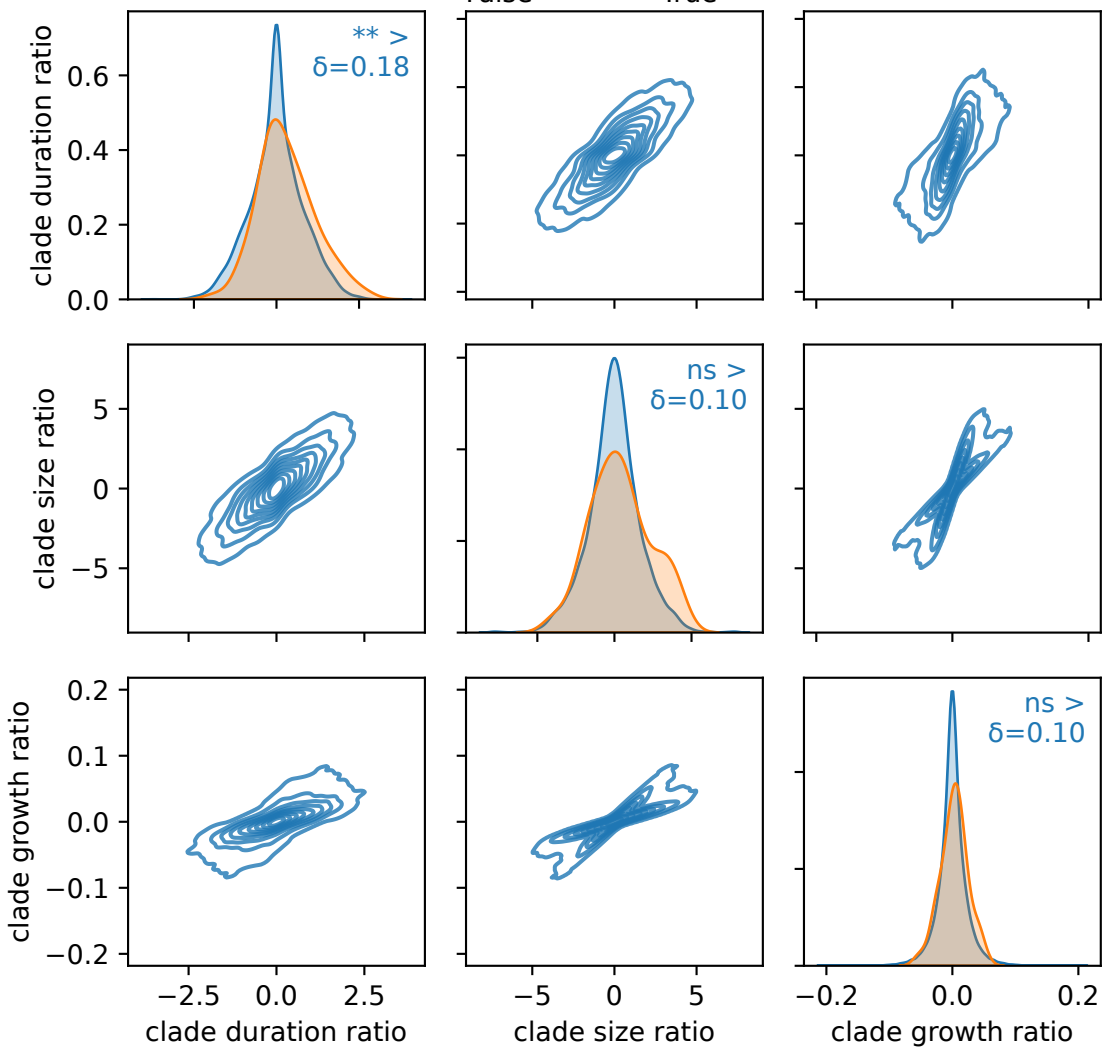 clade duration ratio
0.6
0.4
0.2
0.0
** >
δ=0.18
clade size ratio
5
0
−5
ns >
δ=0.10
clade growth ratio
0.2
0.1
0.0
−0.1
−0.2
ns >
δ=0.10
−2.5 0.0 2.5
−5 0 5
−0.2 0.0 0.2
clade duration ratio
clade size ratio
clade growth ratio